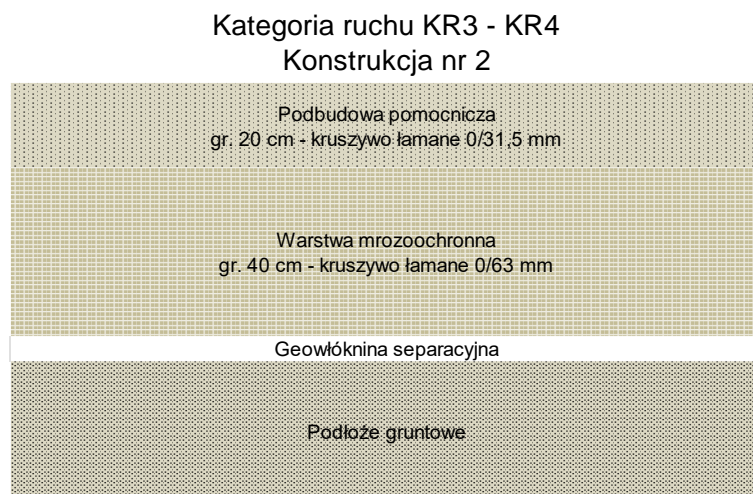 Kategoria ruchu KR3 - KR4
Konstrukcja nr 2
Podbudowa pomocnicza
gr. 20 cm - kruszywo łamane 0/31,5 mm
Warstwa mrozoochronna
gr. 40 cm - kruszywo łamane 0/63 mm
Geowłóknina separacyjna
Podłoże gruntowe